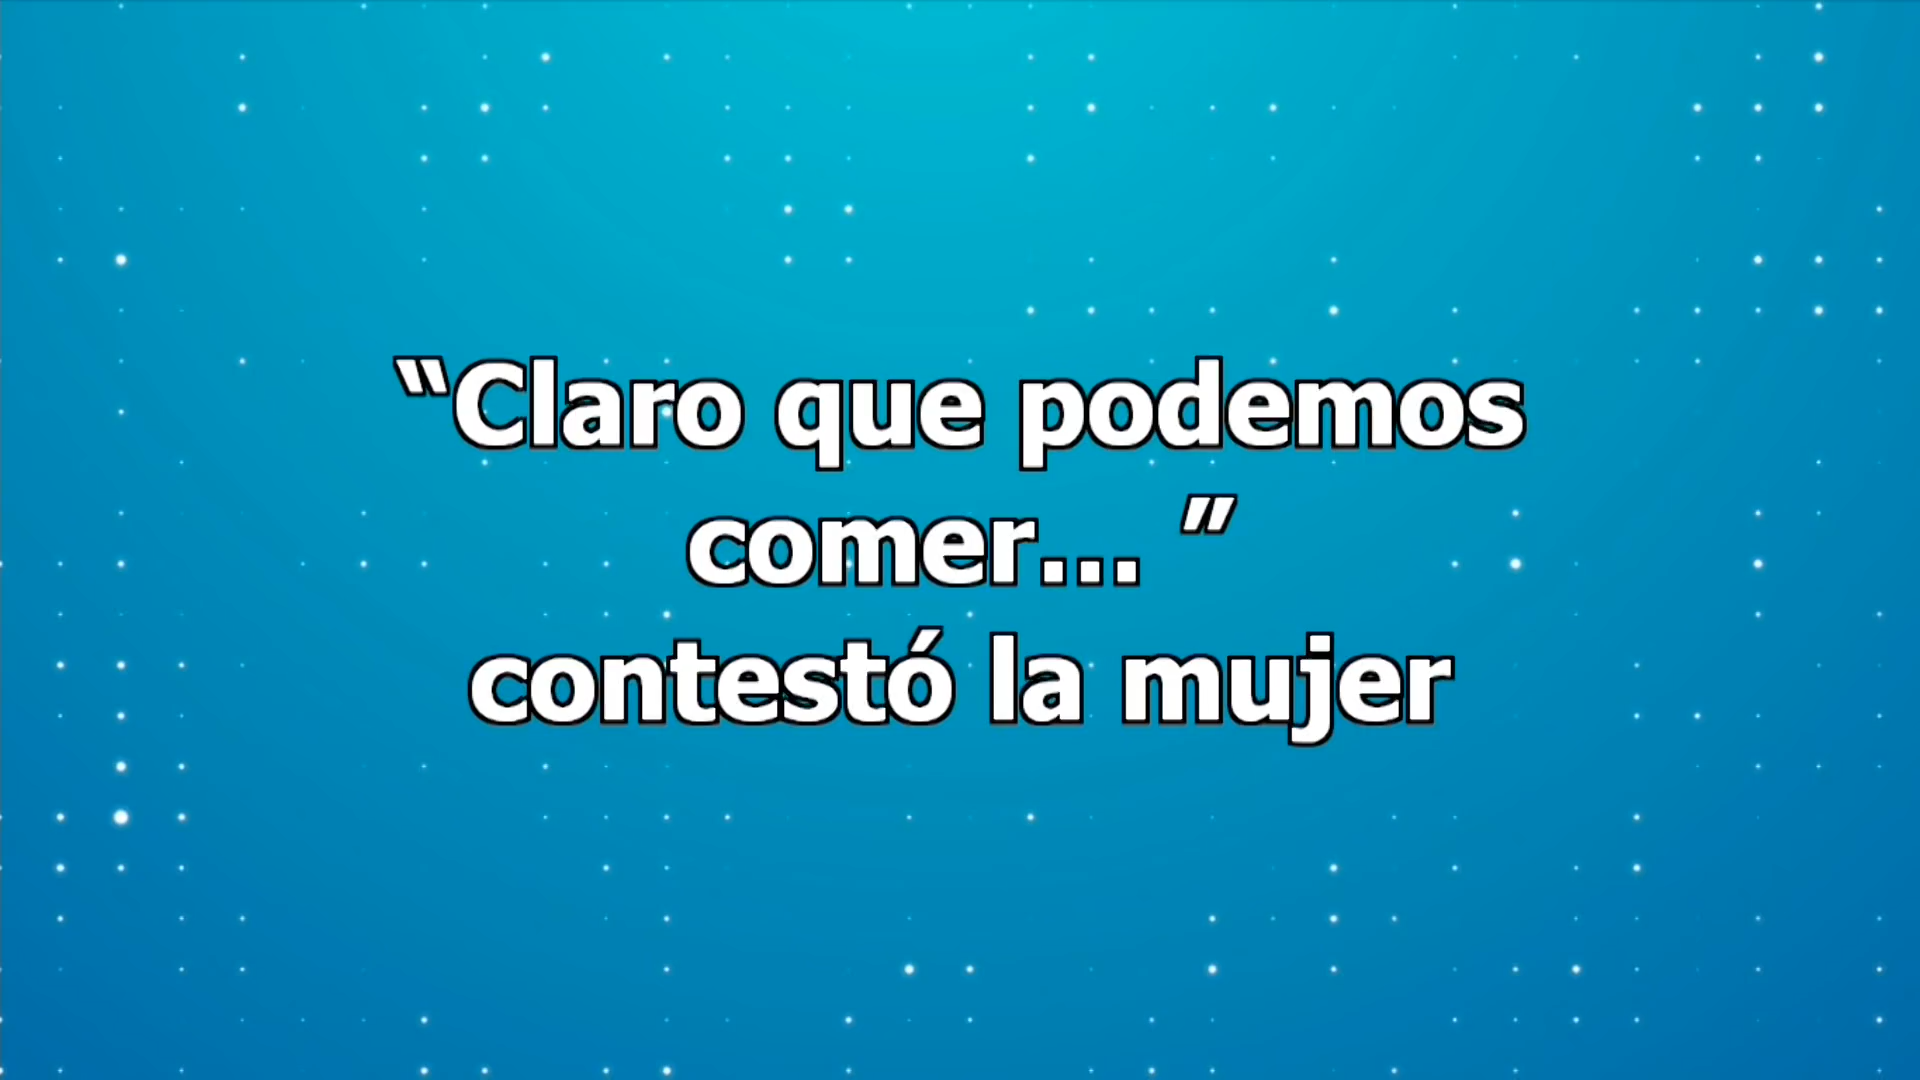 “Claro que podemos
comer... ”
contestó la mujer